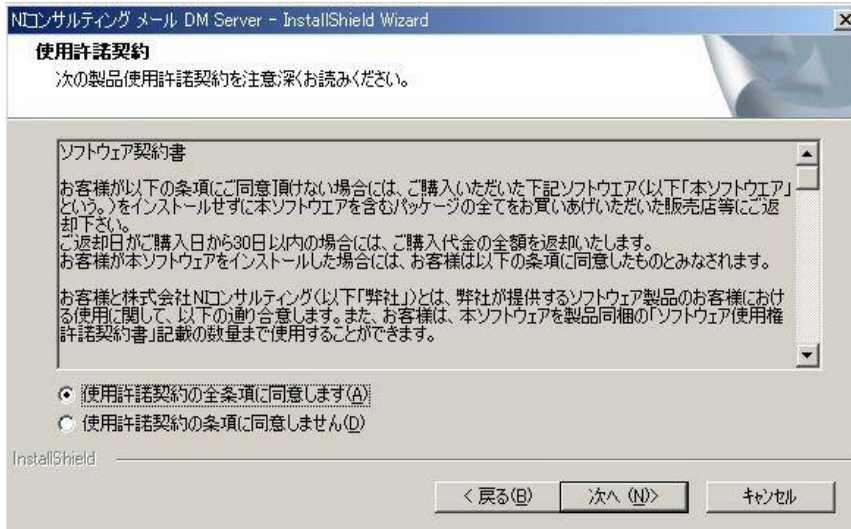 NIコンサルティング メール DM Server - InstallShield Wizard
使用許諾契約
次の製品使用許諾契約を注意深くお読みください。
ソフトウェア契約書
お客様が以下の条項にご同意頂けない場合には、ご購入いただいた下記ソフトウエア(以下「本ソフトウエア」
という。)をインストールせずに本ソフトウエアを含むパッケージの全てをお買いあげいただいた販売店等にご返
却下さい。
ご返却日がご購入日から30日以内の場合には、ご購入代金の全額を返却いたします。
お客様が本ソフトウェアをインストールした場合には、お客様は以下の条項に同意したものとみなされます。
お客様と株式会社NIコンサルティング(以下「弊社」)とは、弊社が提供するソフトウェア製品のお客様におけ
る使用に関して、以下の通り合意します。また、お客様は、本ソフトウェアを製品同梱の「ソフトウェア使用権
許諾契約書」記載の数量まで使用することができます。
使用許諾契約の全条項に同意します(A)
使用許諾契約の条項に同意しません(D)
InstallShield
< 戻る(B)
次へ (N)>
キャンセル